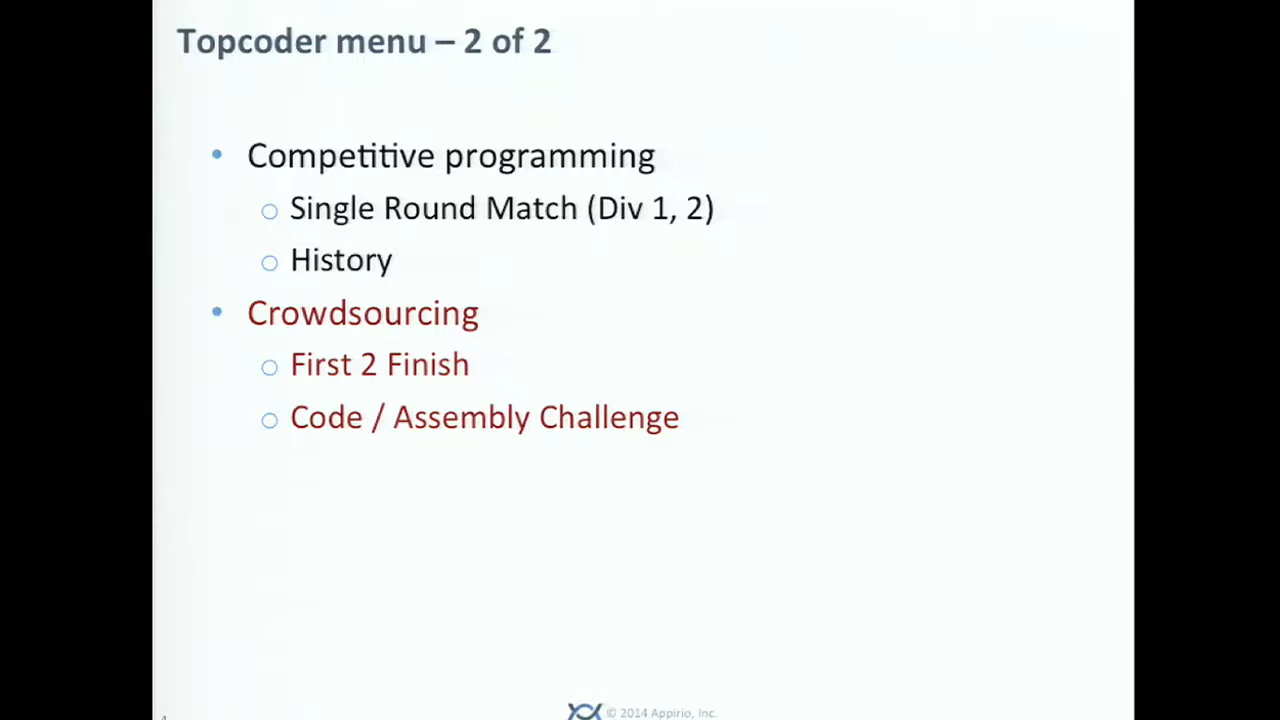 Topcoder menu – 2 of 2
• Competitive programming
○ Single Round Match (Div 1, 2)
○ History
• Crowdsourcing
○ First 2 Finish
○ Code / Assembly Challenge
© 2014 Appirio, Inc.